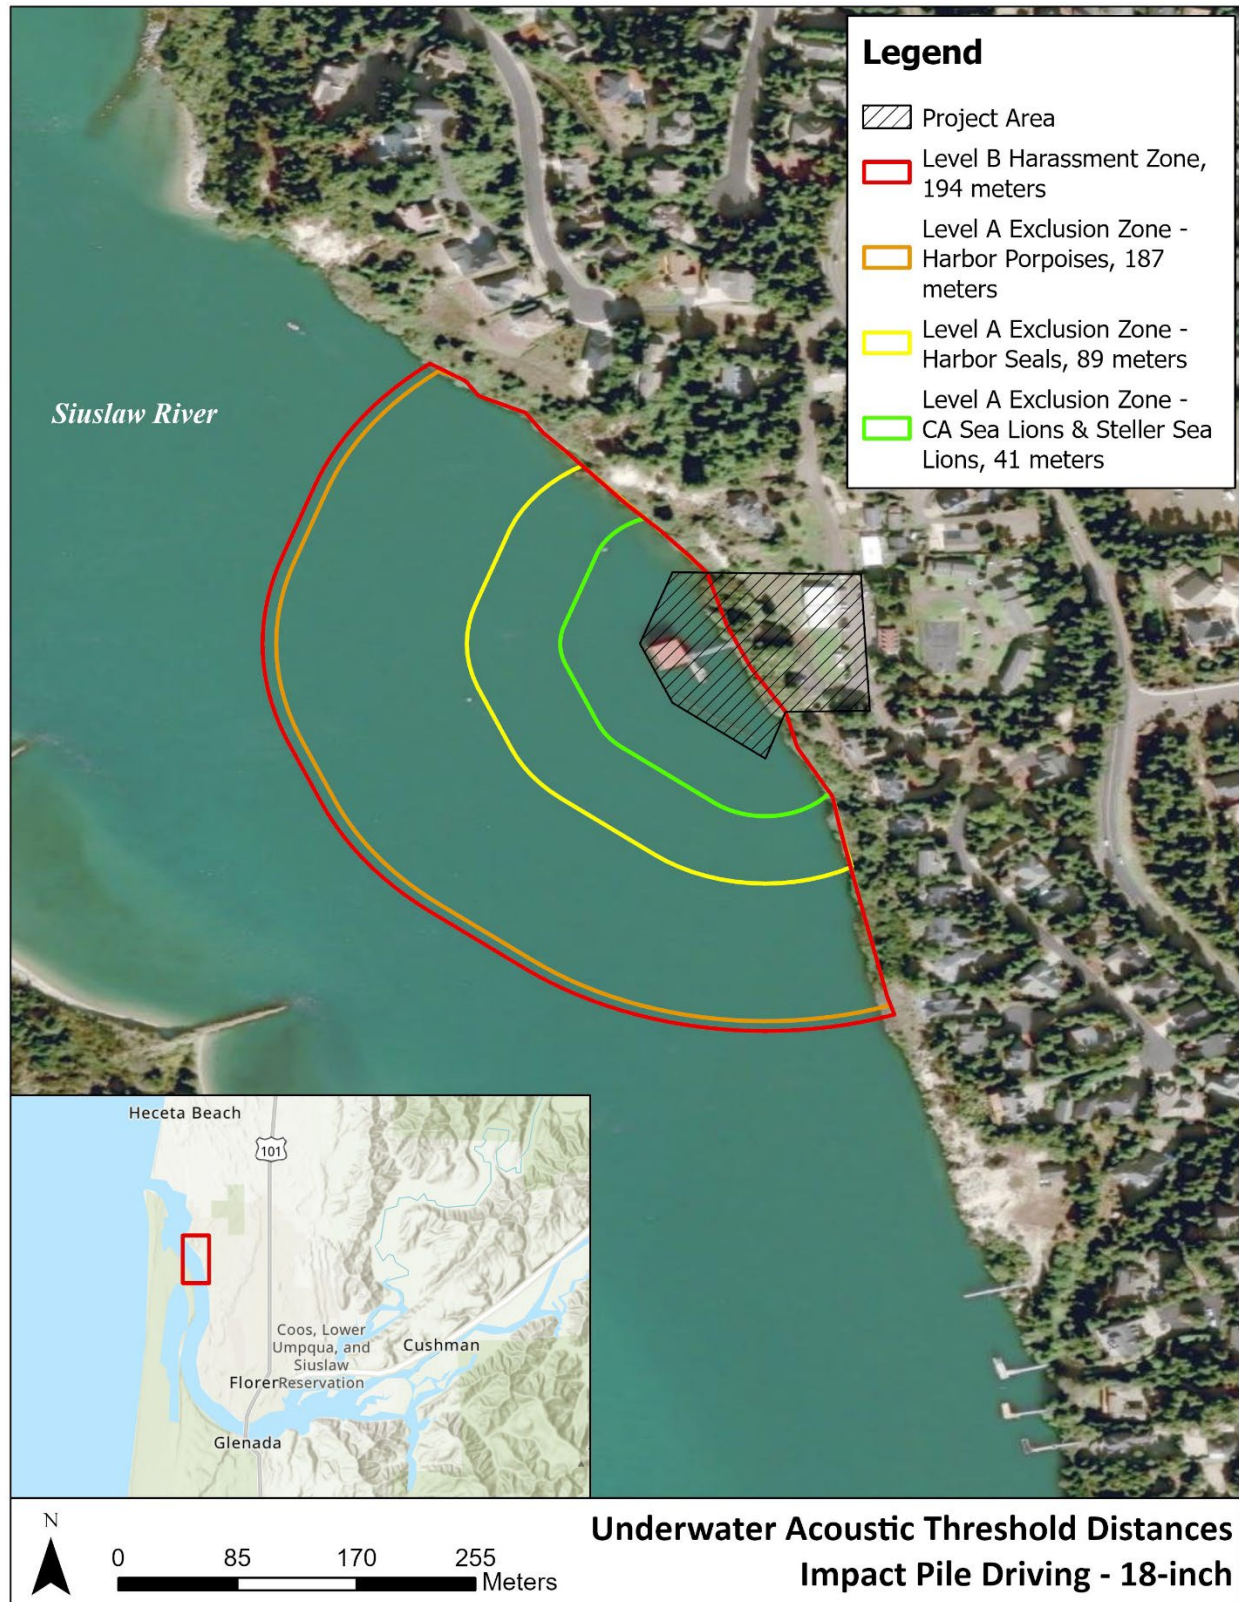 Legend
Project Area
Level B Harassment Zone,
194 meters
Level A Exclusion Zone -
Harbor Porpoises, 187
meters
Level A Exclusion Zone -
Harbor Seals, 89 meters
Level A Exclusion Zone -
CA Sea Lions & Steller Sea
Lions, 41 meters
Siuslaw River
Heceta Beach
101
Coos, Lower
Umpqua, and
Siuslaw
Reservation
Cushman
Florer
Glenada
N
0 85 170 255
Meters
Underwater Acoustic Threshold Distances
Impact Pile Driving - 18-inch